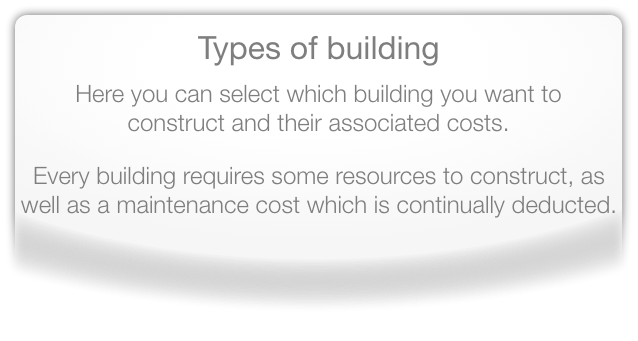 Types of building
Here you can select which building you want to
construct and their associated costs.
Every building requires some resources to construct, as
well as a maintenance cost which is continually deducted.